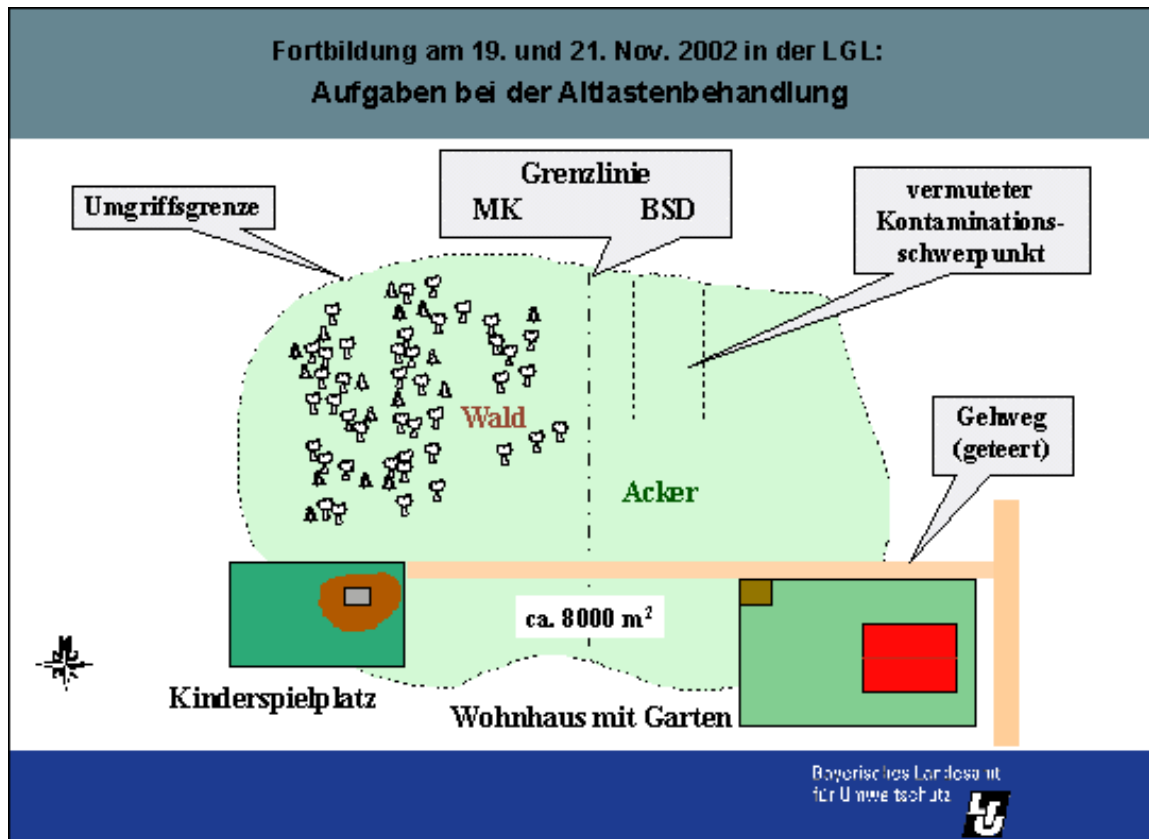 Fortbildung am 19. und 21. Nov. 2002 in der LGL:
Aufgaben bei der Altlastenbehandlung
Grenzlinie
MK BSD
Umgriffsgrenze
vermuteter
Kontaminations-
schwerpunkt
Wald
Gehweg
(geteert)
Acker
ca. 8000 m²
N
Kinderspielplatz
Wohnhaus mit Garten
Bayerisches Landesamt
für Umweltschutz
LfU